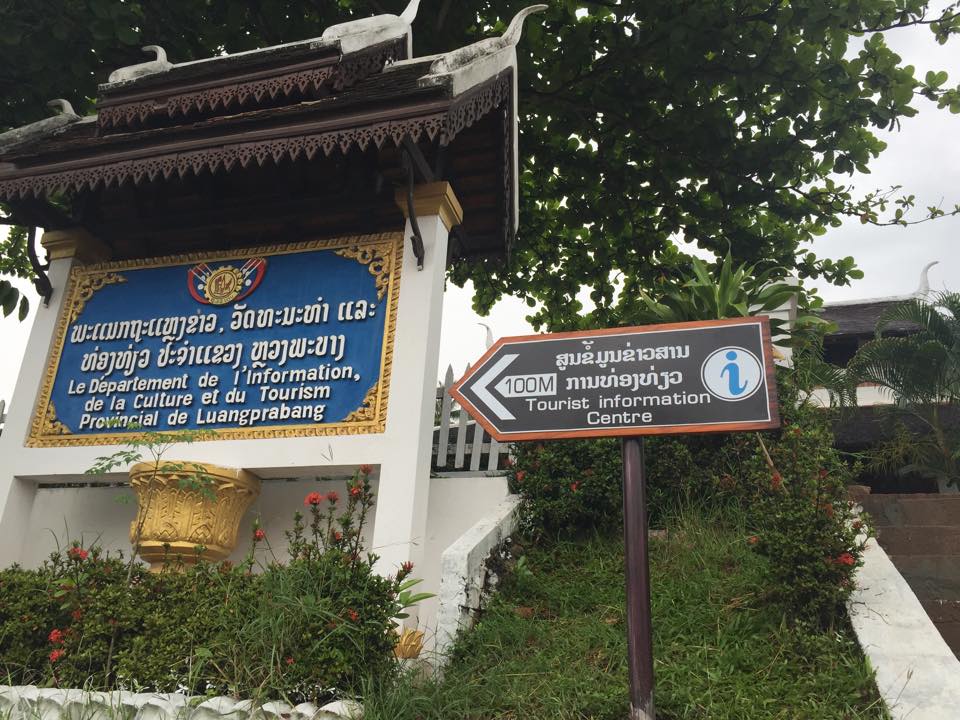 ພະແນກຖະແຫຼງຂ່າວ, ວັດທະນະທຳ ແລະ
ທ່ອງທ່ຽວ ປະຈຳແຂວງ ຫຼວງພະບາງ
Le Département de l'Information,
de la Culture et du Tourism
Provincial de Luangprabang
ສູນຂໍ້ມູນຂ່າວສານ
100M ການທ່ອງທ່ຽວ
Tourist information
Centre
i